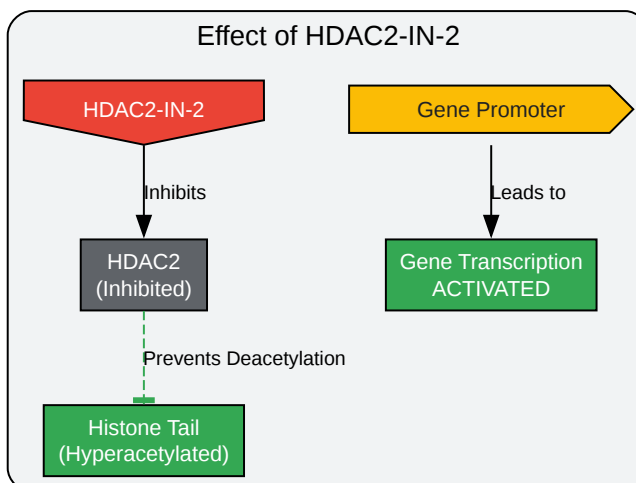 Effect of HDAC2-IN-2
HDAC2-IN-2
Inhibits
HDAC2
(Inhibited)
Prevents Deacetylation
Histone Tail
(Hyperacetylated)
Gene Promoter
Leads to
Gene Transcription
ACTIVATED